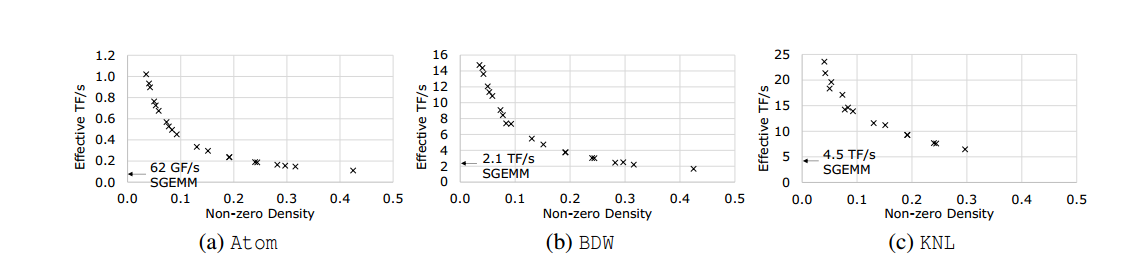 1.2
1.0
0.8
0.6
0.4
0.2
0.0
Effective TF/s
62 GF/s
SGEMM
0.0 0.1 0.2 0.3 0.4 0.5
Non-zero Density
(a) Atom
16
14
12
10
8
6
4
2
0
Effective TF/s
2.1 TF/s
SGEMM
0.0 0.1 0.2 0.3 0.4 0.5
Non-zero Density
(b) BDW
25
20
15
10
5
0
Effective TF/s
4.5 TF/s
SGEMM
0.0 0.1 0.2 0.3 0.4 0.5
Non-zero Density
(c) KNL